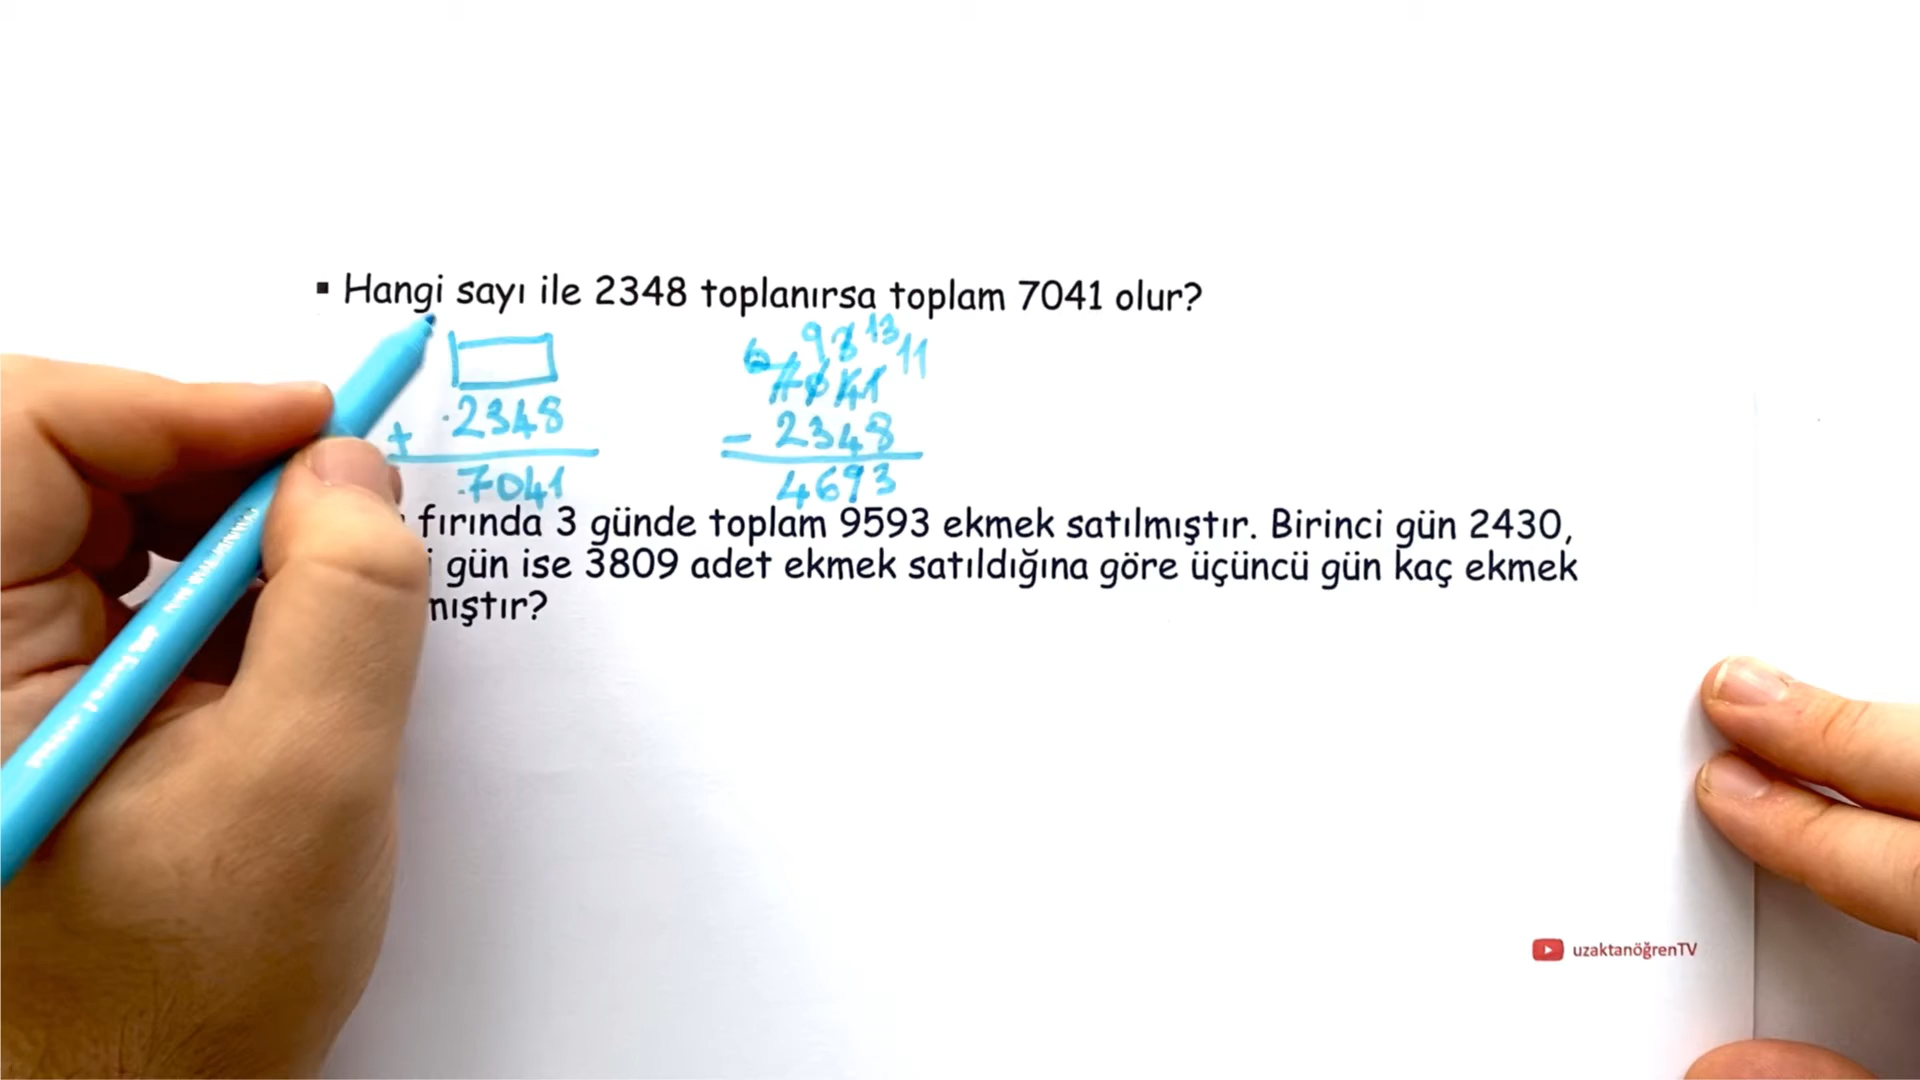 ▪ Hangi sayı ile 2348 toplanırsa toplam 7041 olur?
9 3 13
6 11
7041
+ 2348
- 2348
7041
4693
fırında 3 günde toplam 9593 ekmek satılmıştır. Birinci gün 2430,
gün ise 3809 adet ekmek satıldığına göre üçüncü gün kaç ekmek
mıştır?
uzaktanöğrenTV